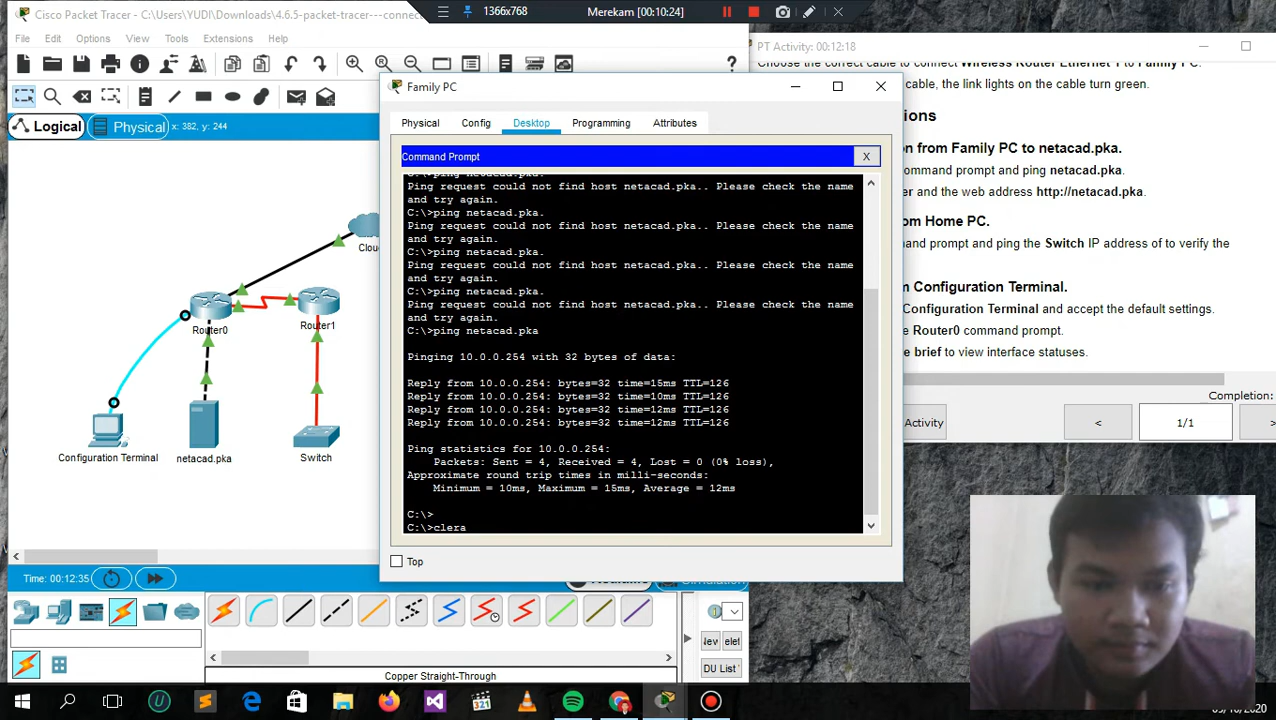 Cisco Packet Tracer - C:\Users\YUDI\Downloads\4.6.5-packet-tracer---connec
1366x768
Merekam [00:10:24]
File Edit Options View Tools Extensions Help
?
Logical
Physical
x: 382, y: 244
PT Activity: 00:12:18
Choose the correct cable to connect Wireless Router Ethernet 1 to Family PC.
cable, the link lights on the cable turn green.
ions
on from Family PC to netacad.pka.
ommand prompt and ping netacad.pka.
er and the web address http://netacad.pka.
om Home PC.
nand prompt and ping the Switch IP address of to verify the
m Configuration Terminal.
Configuration Terminal and accept the default settings.
e Router0 command prompt.
e brief to view interface statuses.
Completion:
Activity
<
1/1
>
Family PC
Physical Config Desktop Programming Attributes
Command Prompt
X
C:\>ping netacad.pka.
Ping request could not find host netacad.pka.. Please check the name
and try again.
C:\>ping netacad.pka.
Ping request could not find host netacad.pka.. Please check the name
and try again.
C:\>ping netacad.pka.
Ping request could not find host netacad.pka.. Please check the name
and try again.
C:\>ping netacad.pka.
Ping request could not find host netacad.pka.. Please check the name
and try again.
C:\>ping netacad.pka
Pinging 10.0.0.254 with 32 bytes of data:
Reply from 10.0.0.254: bytes=32 time=15ms TTL=126
Reply from 10.0.0.254: bytes=32 time=10ms TTL=126
Reply from 10.0.0.254: bytes=32 time=12ms TTL=126
Reply from 10.0.0.254: bytes=32 time=12ms TTL=126
Ping statistics for 10.0.0.254:
Packets: Sent = 4, Received = 4, Lost = 0 (0% loss),
Approximate round trip times in milli-seconds:
Minimum = 10ms, Maximum = 15ms, Average = 12ms
C:\>
C:\>clera
Top
Clou
Router0
Router1
Configuration Terminal
netacad.pka
Switch
Time: 00:12:35
Copper Straight-Through
DU List
321
09/10/2020